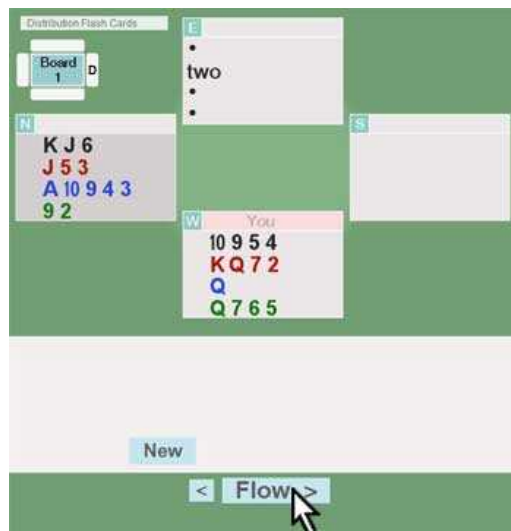 Distribution Flash Cards
Board
1
D
E
•
two
•
•
N
K J 6
J 5 3
A 10 9 4 3
9 2
S
W
You
10 9 5 4
K Q 7 2
Q
Q 7 6 5
New
<
Flow >